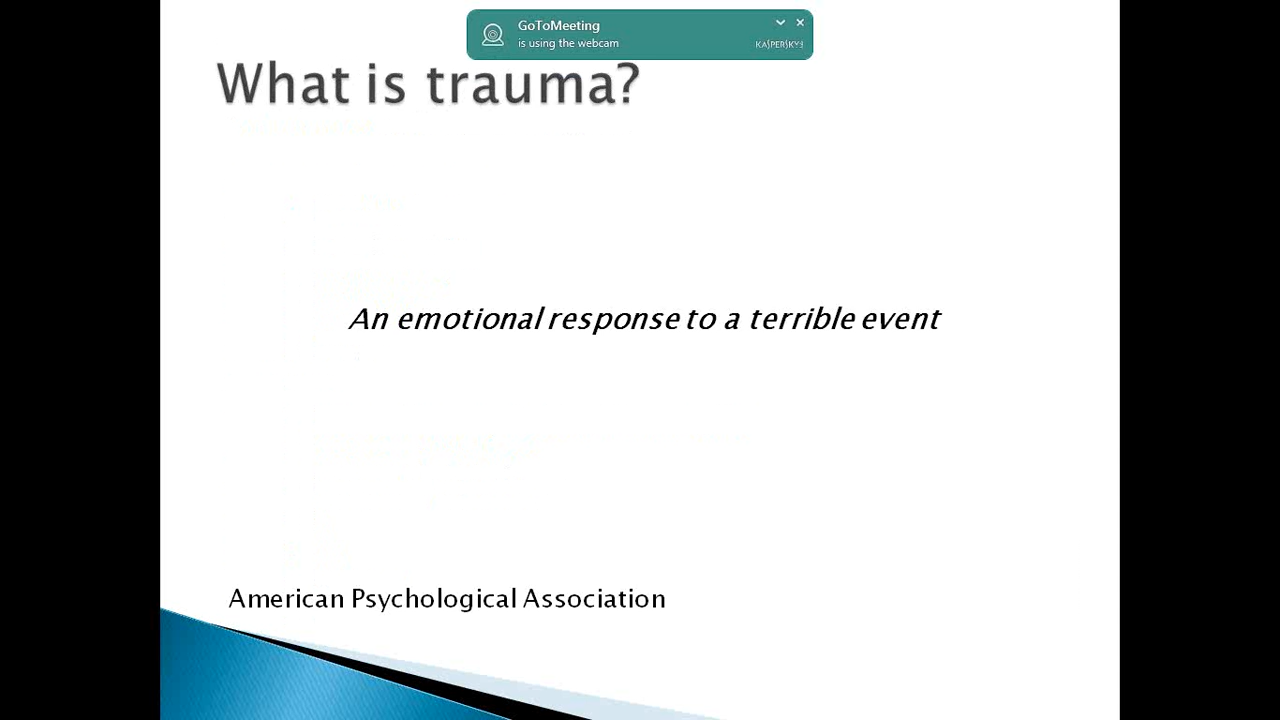 GoToMeeting
is using the webcam
KASPERSKY
What is trauma?
An emotional response to a terrible event
American Psychological Association